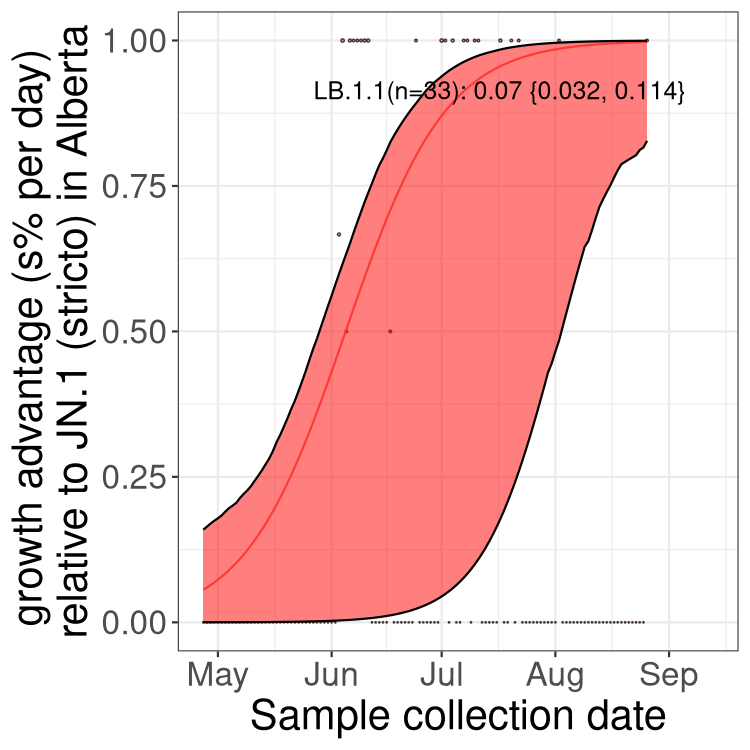 growth advantage (s% per day)
relative to JN.1 (stricto) in Alberta
1.00
0.75
0.50
0.25
0.00
LB.1.1(n=33): 0.07 {0.032, 0.114}
May Jun Jul Aug Sep
Sample collection date